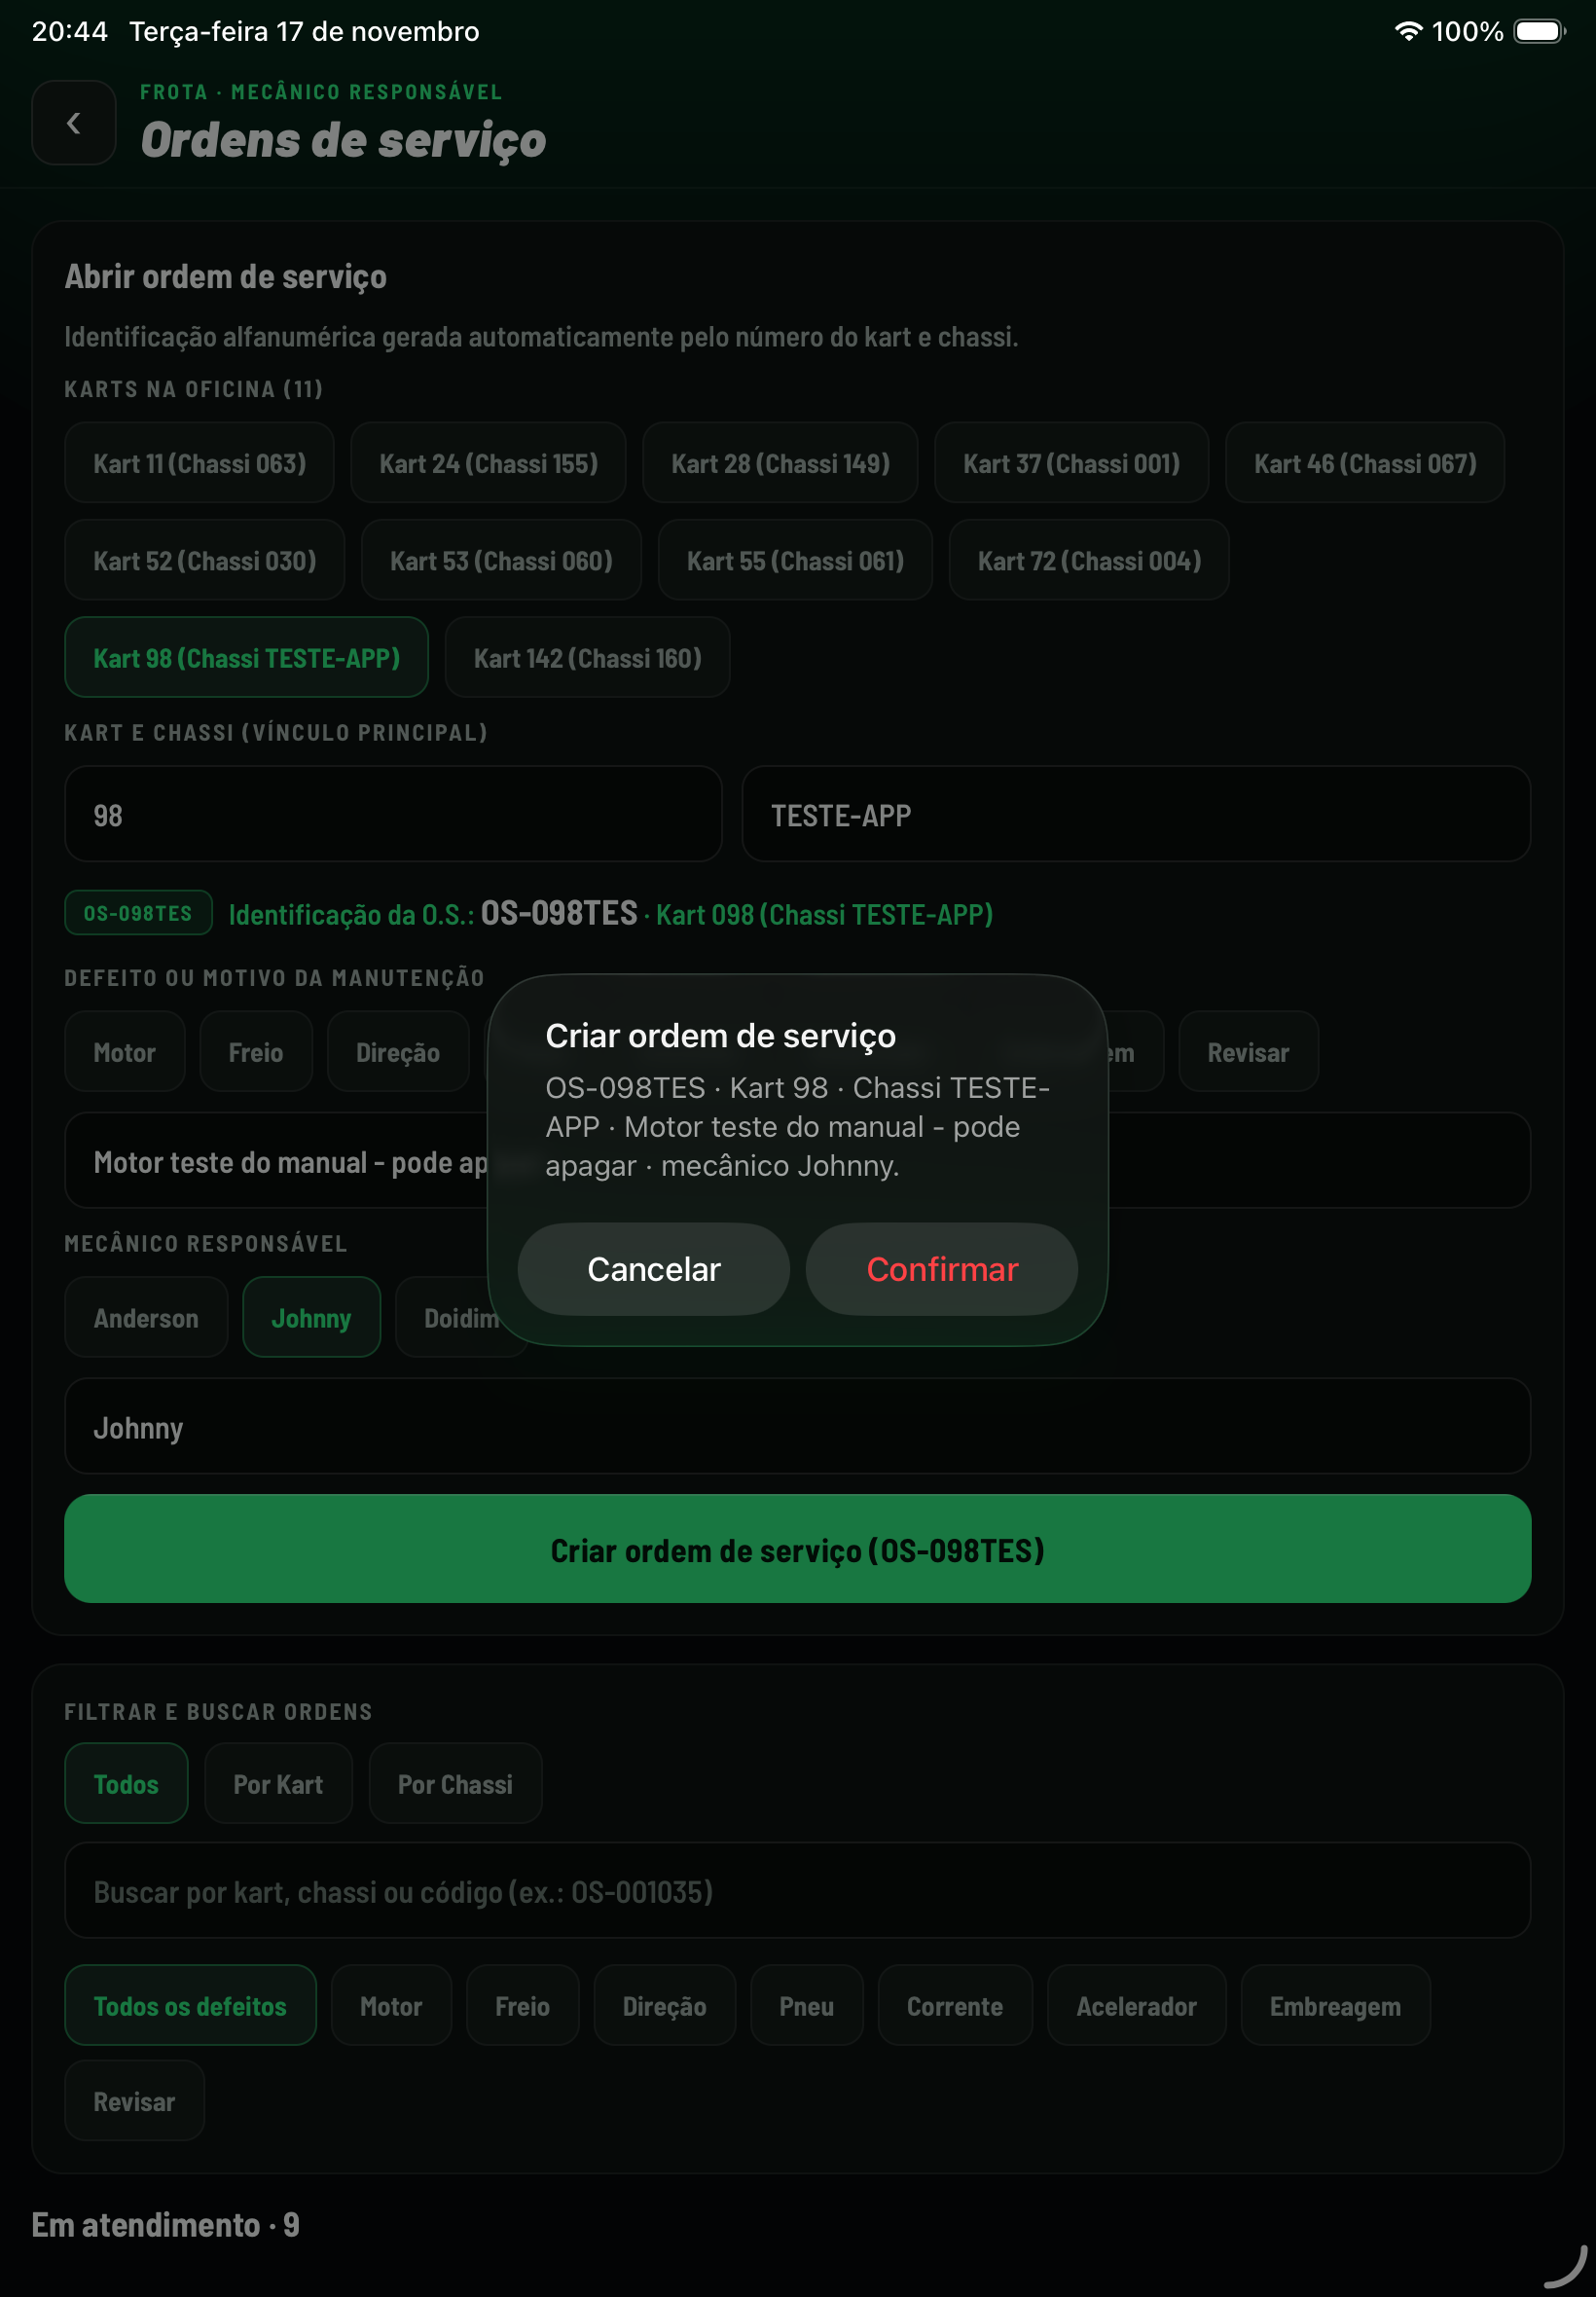 20:44 Terça-feira 17 de novembro 100%
FROTA · MECÂNICO RESPONSÁVEL
Ordens de serviço
Abrir ordem de serviço
Identificação alfanumérica gerada automaticamente pelo número do kart e chassi.
KARTS NA OFICINA (11)
Kart 11 (Chassi 063) Kart 24 (Chassi 155) Kart 28 (Chassi 149) Kart 37 (Chassi 001) Kart 46 (Chassi 067)
Kart 52 (Chassi 030) Kart 53 (Chassi 060) Kart 55 (Chassi 061) Kart 72 (Chassi 004)
Kart 98 (Chassi TESTE-APP) Kart 142 (Chassi 160)
KART E CHASSI (VÍNCULO PRINCIPAL)
98 TESTE-APP
OS-098TES Identificação da O.S.: OS-098TES · Kart 098 (Chassi TESTE-APP)
DEFEITO OU MOTIVO DA MANUTENÇÃO
Motor Freio Direção em Revisar
Motor teste do manual - pode ap
MECÂNICO RESPONSÁVEL
Anderson Johnny Doidim
Johnny
Criar ordem de serviço
OS-098TES · Kart 98 · Chassi TESTE-
APP · Motor teste do manual - pode
apagar · mecânico Johnny.
Cancelar Confirmar
Criar ordem de serviço (OS-098TES)
FILTRAR E BUSCAR ORDENS
Todos Por Kart Por Chassi
Buscar por kart, chassi ou código (ex.: OS-001035)
Todos os defeitos Motor Freio Direção Pneu Corrente Acelerador Embreagem
Revisar
Em atendimento · 9